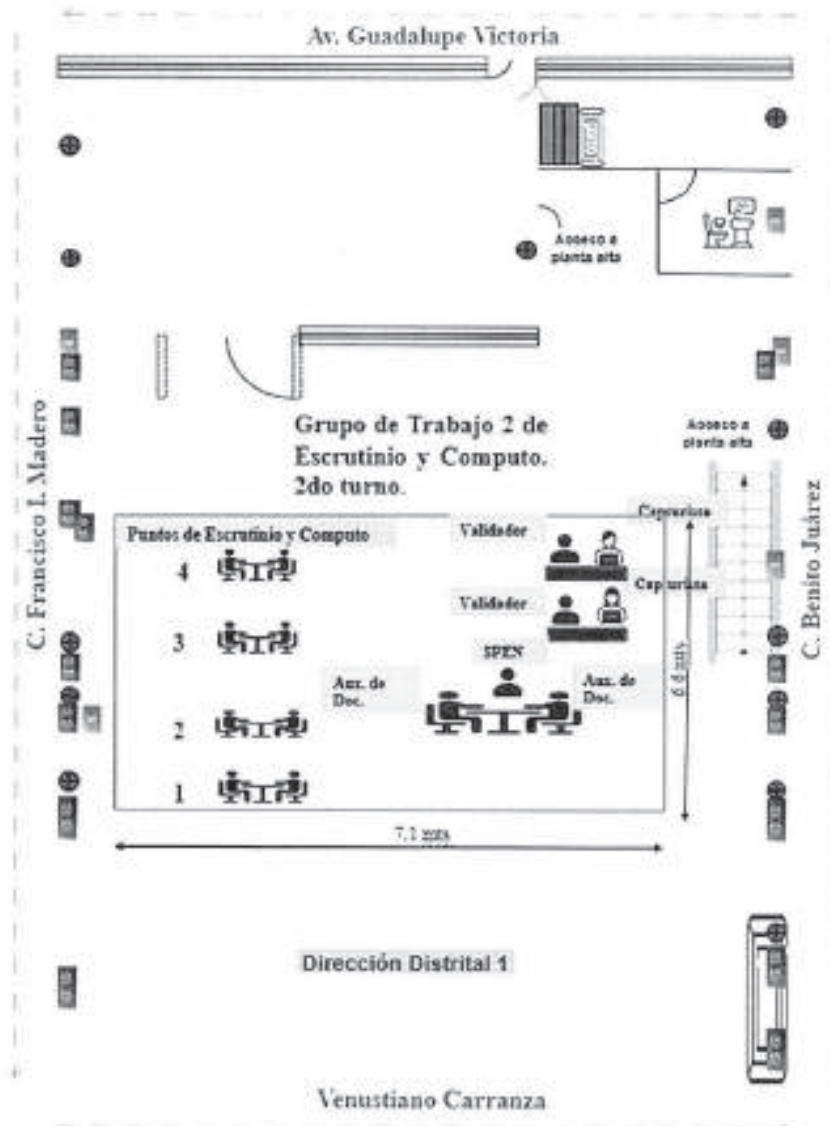 Av. Guadalupe Victoria
Acceso a
planta alta
C. Francisco I. Madero
Grupo de Trabajo 2 de
Escrutinio y Computo.
2do turno.
Acceso a
planta alta
C. Benito Juárez
Puntos de Escrutinio y Computo
Validador
Capturista
4
Validador
Capturista
3
SPEN
Aux. de
Doc.
Aux. de
Doc.
2
1
7.1 mts
Dirección Distrital 1
Venustiano Carranza